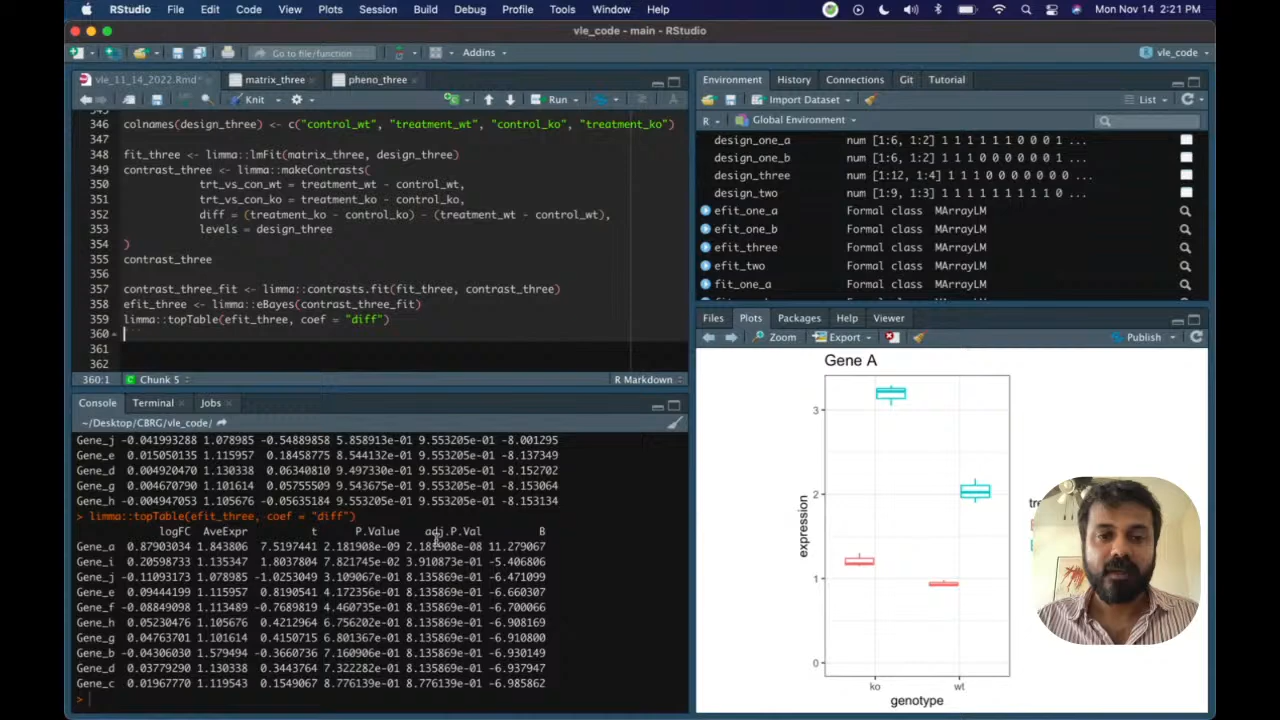 RStudio File Edit Code View Plots Session Build Debug Profile Tools Window Help Mon Nov 14 2:21 PM
vle_code - main - RStudio
Go to file/function Addins vle_code
vle_11_14_2022.Rmd* matrix_three pheno_three
Knit Run
346 colnames(design_three) <- c("control_wt", "treatment_wt", "control_ko", "treatment_ko")
347
348 fit_three <- limma::lmFit(matrix_three, design_three)
349 contrast_three <- limma::makeContrasts(
350 trt_vs_con_wt = treatment_wt - control_wt,
351 trt_vs_con_ko = treatment_ko - control_ko,
352 diff = (treatment_ko - control_ko) - (treatment_wt - control_wt),
353 levels = design_three
354 )
355 contrast_three
356
357 contrast_three_fit <- limma::contrasts.fit(fit_three, contrast_three)
358 efit_three <- limma::eBayes(contrast_three_fit)
359 limma::topTable(efit_three, coef = "diff")
360
361
362
360:1 Chunk 5 R Markdown
Console Terminal Jobs
~/Desktop/CBRG/vle_code/
Gene_j -0.041993288 1.078985 -0.54889858 5.858913e-01 9.553205e-01 -8.001295
Gene_e 0.015050135 1.115957 0.18458775 8.544132e-01 9.553205e-01 -8.137349
Gene_d 0.004920470 1.130338 0.06340810 9.497330e-01 9.553205e-01 -8.152702
Gene_g 0.004670790 1.101614 0.05755509 9.543675e-01 9.553205e-01 -8.153064
Gene_h -0.004947053 1.105676 -0.05635184 9.553205e-01 9.553205e-01 -8.153134
> limma::topTable(efit_three, coef = "diff")
logFC AveExpr t P.Value adj.P.Val B
Gene_a 0.87903034 1.843806 7.5197441 2.181908e-09 2.181908e-08 11.279067
Gene_i 0.20598733 1.135347 1.8037804 7.821745e-02 3.910873e-01 -5.406806
Gene_j -0.11093173 1.078985 -1.0253049 3.109067e-01 8.135869e-01 -6.471099
Gene_e 0.09444199 1.115957 0.8190541 4.172356e-01 8.135869e-01 -6.660307
Gene_f -0.08849098 1.113489 -0.7689819 4.460735e-01 8.135869e-01 -6.700066
Gene_h 0.05230479 1.105676 0.4212964 6.756202e-01 8.135869e-01 -6.908169
Gene_g 0.04763701 1.101614 0.4150715 6.801367e-01 8.135869e-01 -6.910800
Gene_b -0.04306030 1.579494 -0.3660736 7.160906e-01 8.135869e-01 -6.930149
Gene_d 0.03779290 1.130338 0.3443764 7.322282e-01 8.135869e-01 -6.937947
Gene_c 0.01967770 1.119543 0.1549067 8.776139e-01 8.776139e-01 -6.985862
>
Environment History Connections Git Tutorial
Import Dataset List
R Global Environment
design_one_a num [1:6, 1:2] 1 1 1 1 1 1 0 0 0 1 ...
design_one_b num [1:6, 1:2] 1 1 1 0 0 0 0 0 0 1 ...
design_three num [1:12, 1:4] 1 1 1 0 0 0 0 0 0 0 ...
design_two num [1:9, 1:3] 1 1 1 1 1 1 1 1 1 0 ...
efit_one_a Formal class MArrayLM
efit_one_b Formal class MArrayLM
efit_three Formal class MArrayLM
efit_two Formal class MArrayLM
fit_one_a Formal class MArrayLM
Files Plots Packages Help Viewer
Zoom Export Publish
Gene A
3
2
1
0
expression
ko wt
genotype